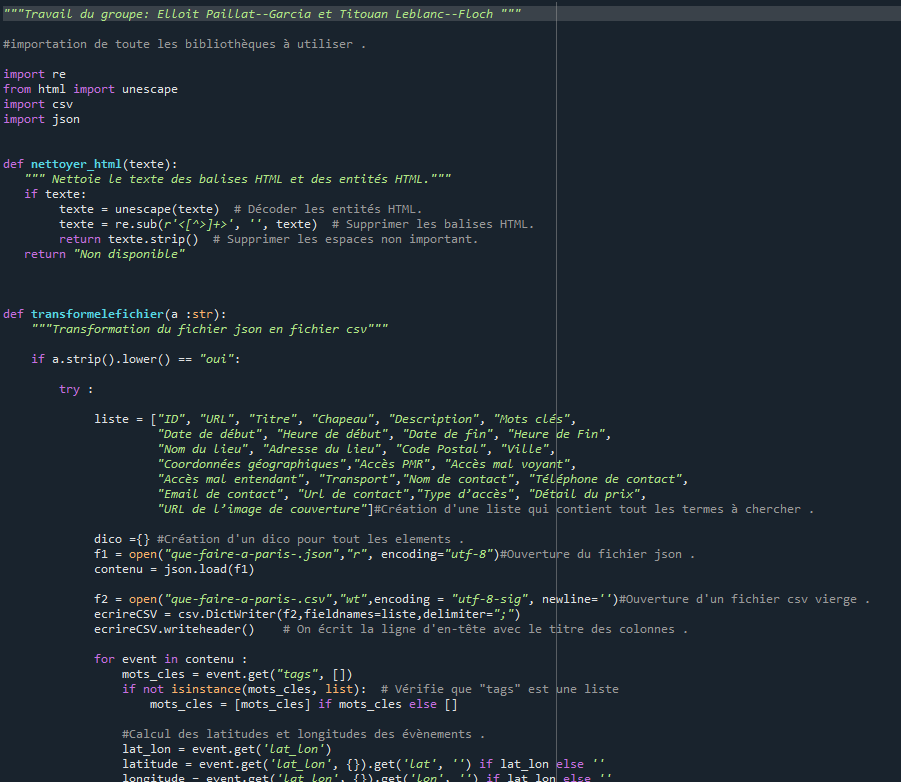 """Travail du groupe: Elloit Paillat--Garcia et Titouan Leblanc--Floch """
#importation de toute les bibliothèques à utiliser .
import re
from html import unescape
import csv
import json
def nettoyer_html(texte):
""" Nettoie le texte des balises HTML et des entités HTML."""
if texte:
texte = unescape(texte)  # Décoder les entités HTML.
texte = re.sub(r'<[^>]+>', '', texte)  # Supprimer les balises HTML.
return texte.strip()  # Supprimer les espaces non important.
return "Non disponible"
def transformelefichier(a :str):
"""Transformation du fichier json en fichier csv"""
if a.strip().lower() == "oui":
try :
liste = ["ID", "URL", "Titre", "Chapeau", "Description", "Mots clés",
"Date de début", "Heure de début", "Date de fin", "Heure de Fin",
"Nom du lieu", "Adresse du lieu", "Code Postal", "Ville",
"Coordonnées géographiques","Accès PMR", "Accès mal voyant",
"Accès mal entendant", "Transport","Nom de contact", "Téléphone de contact",
"Email de contact", "Url de contact","Type d’accès", "Détail du prix",
"URL de l’image de couverture"]#Création d'une liste qui contient tout les termes à chercher .
dico ={} #Création d'un dico pour tout les elements .
f1 = open("que-faire-a-paris-.json","r", encoding="utf-8")#Ouverture du fichier json .
contenu = json.load(f1)
f2 = open("que-faire-a-paris-.csv","wt",encoding = "utf-8-sig", newline='')#Ouverture d'un fichier csv vierge .
ecrireCSV = csv.DictWriter(f2,fieldnames=liste,delimiter=";")
ecrireCSV.writeheader()    # On écrit la ligne d'en-tête avec le titre des colonnes .
for event in contenu :
mots_cles = event.get("tags", [])
if not isinstance(mots_cles, list):  # Vérifie que "tags" est une liste
mots_cles = [mots_cles] if mots_cles else []
#Calcul des latitudes et longitudes des évènements .
lat_lon = event.get('lat_lon')
latitude = event.get('lat_lon', {}).get('lat', '') if lat_lon else ''
longitude = event.get('lat_lon', {}).get('lon', '') if lat_lon else ''